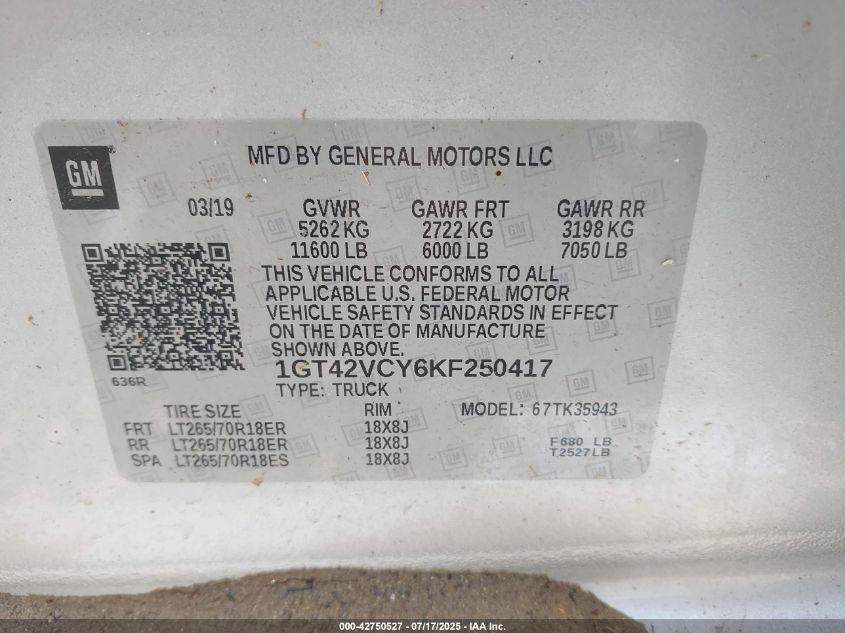 GM
MFD BY GENERAL MOTORS LLC
03/19 GVWR GAWR FRT GAWR RR
5262 KG 2722 KG 3198 KG
11600 LB 6000 LB 7050 LB
THIS VEHICLE CONFORMS TO ALL
APPLICABLE U.S. FEDERAL MOTOR
VEHICLE SAFETY STANDARDS IN EFFECT
ON THE DATE OF MANUFACTURE
SHOWN ABOVE.
636R
1GT42VCY6KF250417
TYPE: TRUCK
TIRE SIZE RIM MODEL: 67TK35943
FRT LT265/70R18ER 18X8J
RR LT265/70R18ER 18X8J F680 LB
SPA LT265/70R18ES 18X8J T2527LB
000-42750527 - 07/17/2025 - IAA Inc.